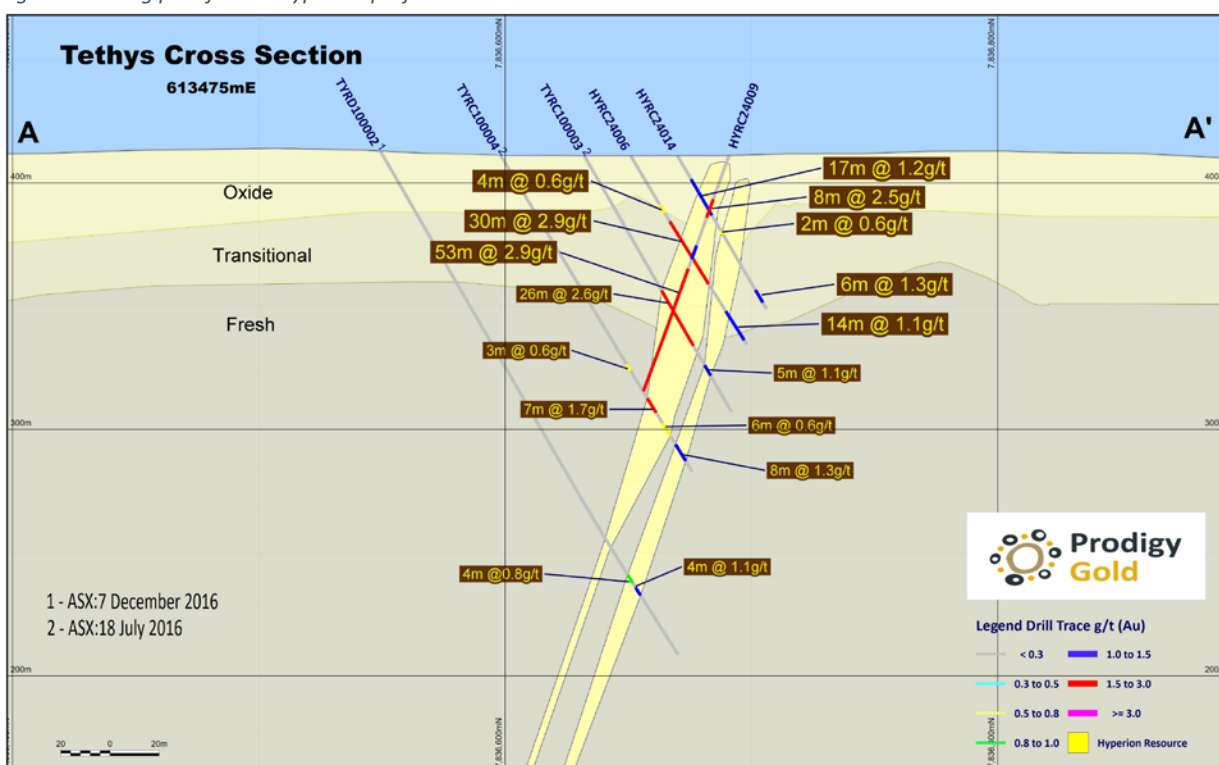 Tethys Cross Section
613475mE
7,836,600mN
7,836,800mN
A
A'
TYRD100002 1
TYRC100004 2
TYRC100003 2
HYRC24006
HYRC24014
HYRC24009
400m
400
Oxide
Transitional
Fresh
4m @ 0.6g/t
30m @ 2.9g/t
53m @ 2.9g/t
26m @ 2.6g/t
3m @ 0.6g/t
7m @ 1.7g/t
17m @ 1.2g/t
8m @ 2.5g/t
2m @ 0.6g/t
6m @ 1.3g/t
14m @ 1.1g/t
5m @ 1.1g/t
6m @ 0.6g/t
8m @ 1.3g/t
300m
300
4m @0.8g/t
4m @ 1.1g/t
1 - ASX:7 December 2016
2 - ASX:18 July 2016
200m
200
7,836,600mN
20 0 20m
Prodigy
Gold
Legend Drill Trace g/t (Au)
< 0.3
1.0 to 1.5
0.3 to 0.5
1.5 to 3.0
0.5 to 0.8
>= 3.0
0.8 to 1.0
Hyperion Resource